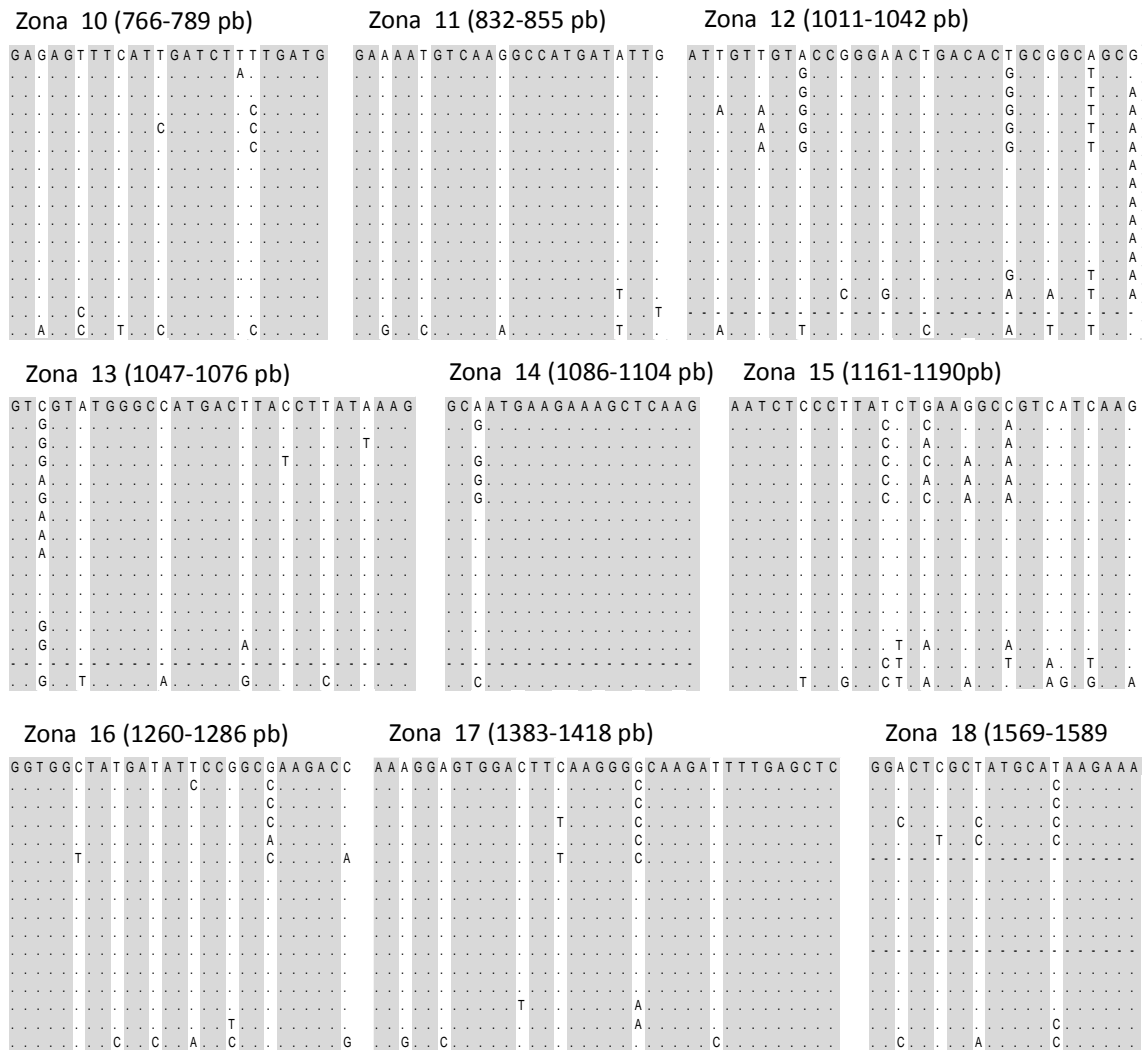 Zona 10 (766-789 pb)
GAGAGTTTCATTGATCTTTTGATG
A
C
C C
C
C
A C T C C
Zona 11 (832-855 pb)
GAAAATGTCAAGGCCATGATATTG
T
T
G C A T
Zona 12 (1011-1042 pb)
ATTGTTGTACCGGGAACTGACACTGCGGCAGCG
G G T
G G T A
A A G G T A
A G G T A
A G G T A
A
A
A
A
A
A
G T A
C G A A T A
A T C A T T
Zona 13 (1047-1076 pb)
GTCGTATGGGCCATGACTTACCTTATAAAG
G
G T
G T
A
G
A
A
A
G
G A
G T A G C
Zona 14 (1086-1104 pb)
GCAATGAAGAAAGCTCAAG
G
G
G
G
C
Zona 15 (1161-1190pb)
AATCTCCCTTATCTGAAGGCCGTCATCAAG
C C A
C A A
C C A A
C A A A
C C A A
T A A
C T T A T
T G C T A A A G G A
Zona 16 (1260-1286 pb)
GGTGGCTATGATATTCCGGCGAAGACC
C C
C
C
A
T C A
T
C C A C G
Zona 17 (1383-1418 pb)
AAAGGAGTGGACTTCAAGGGGCAAGATTTTGAGCTC
C
C
T C
C
T C
T A
A
G C C
Zona 18 (1569-1589
GGACTCGCTATGCATAAGAAA
C
C
C C C
T C C
C
C A C